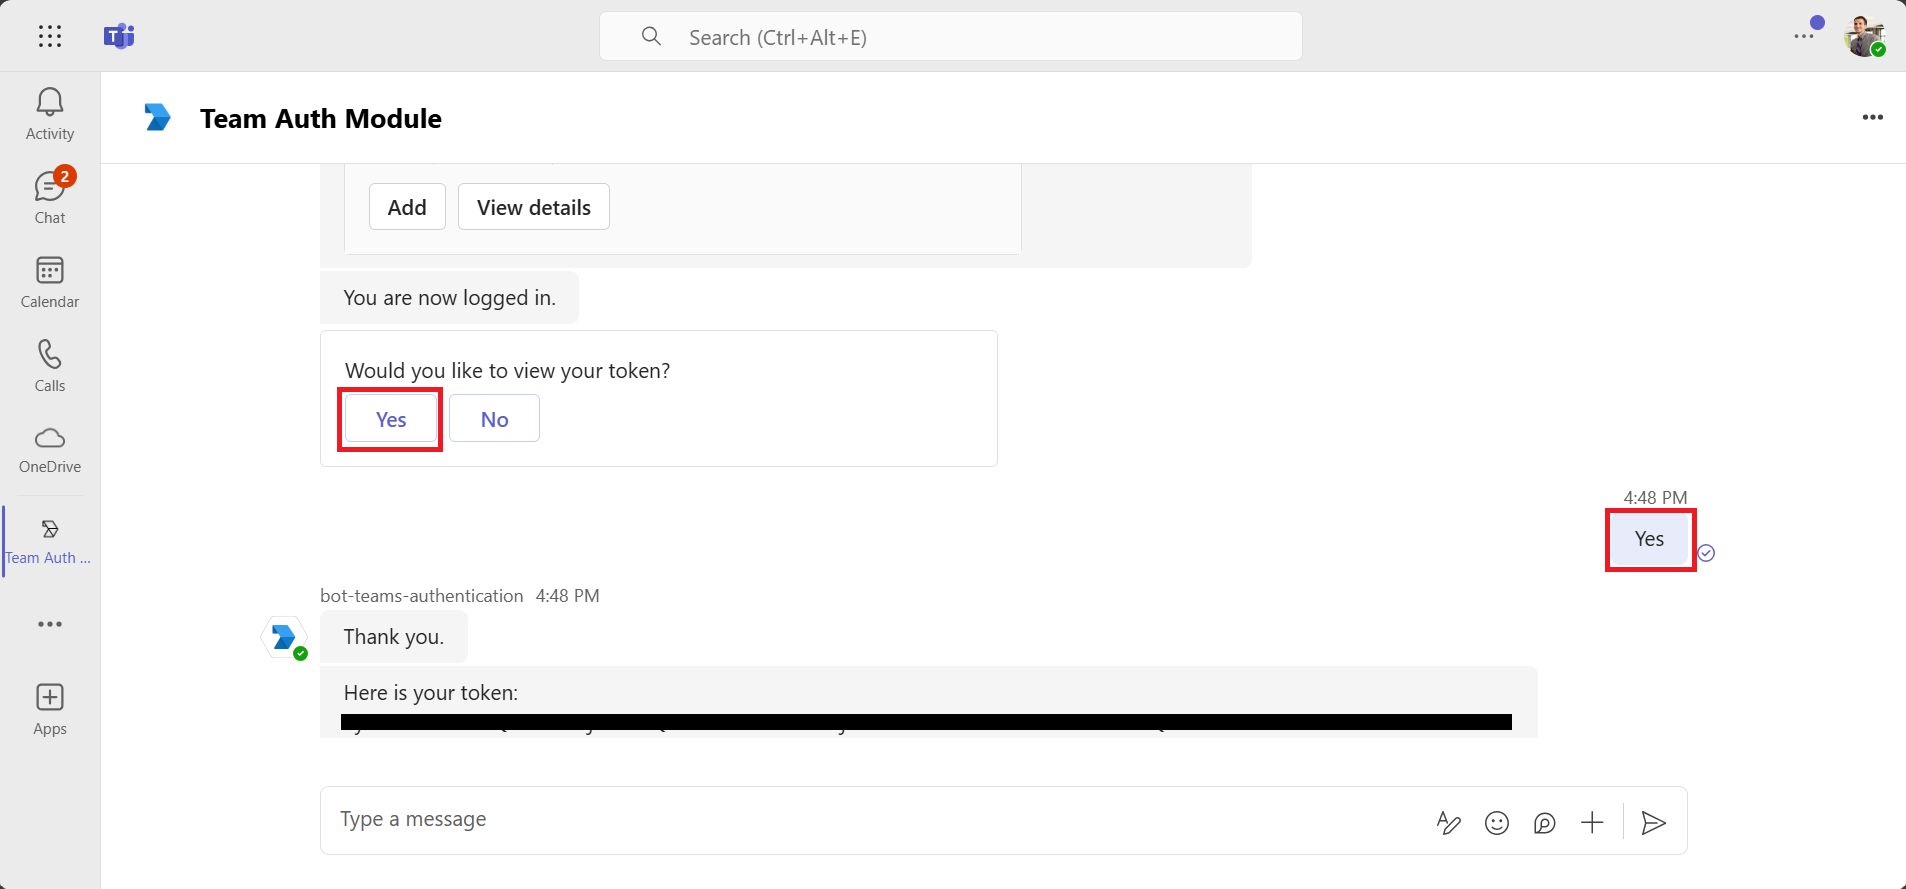 Search (Ctrl+Alt+E)
Activity
2
Chat
Calendar
Calls
OneDrive
Team Auth ...
Apps
Team Auth Module
Add
View details
You are now logged in.
Would you like to view your token?
Yes
No
4:48 PM
Yes
bot-teams-authentication 4:48 PM
Thank you.
Here is your token:
Type a message